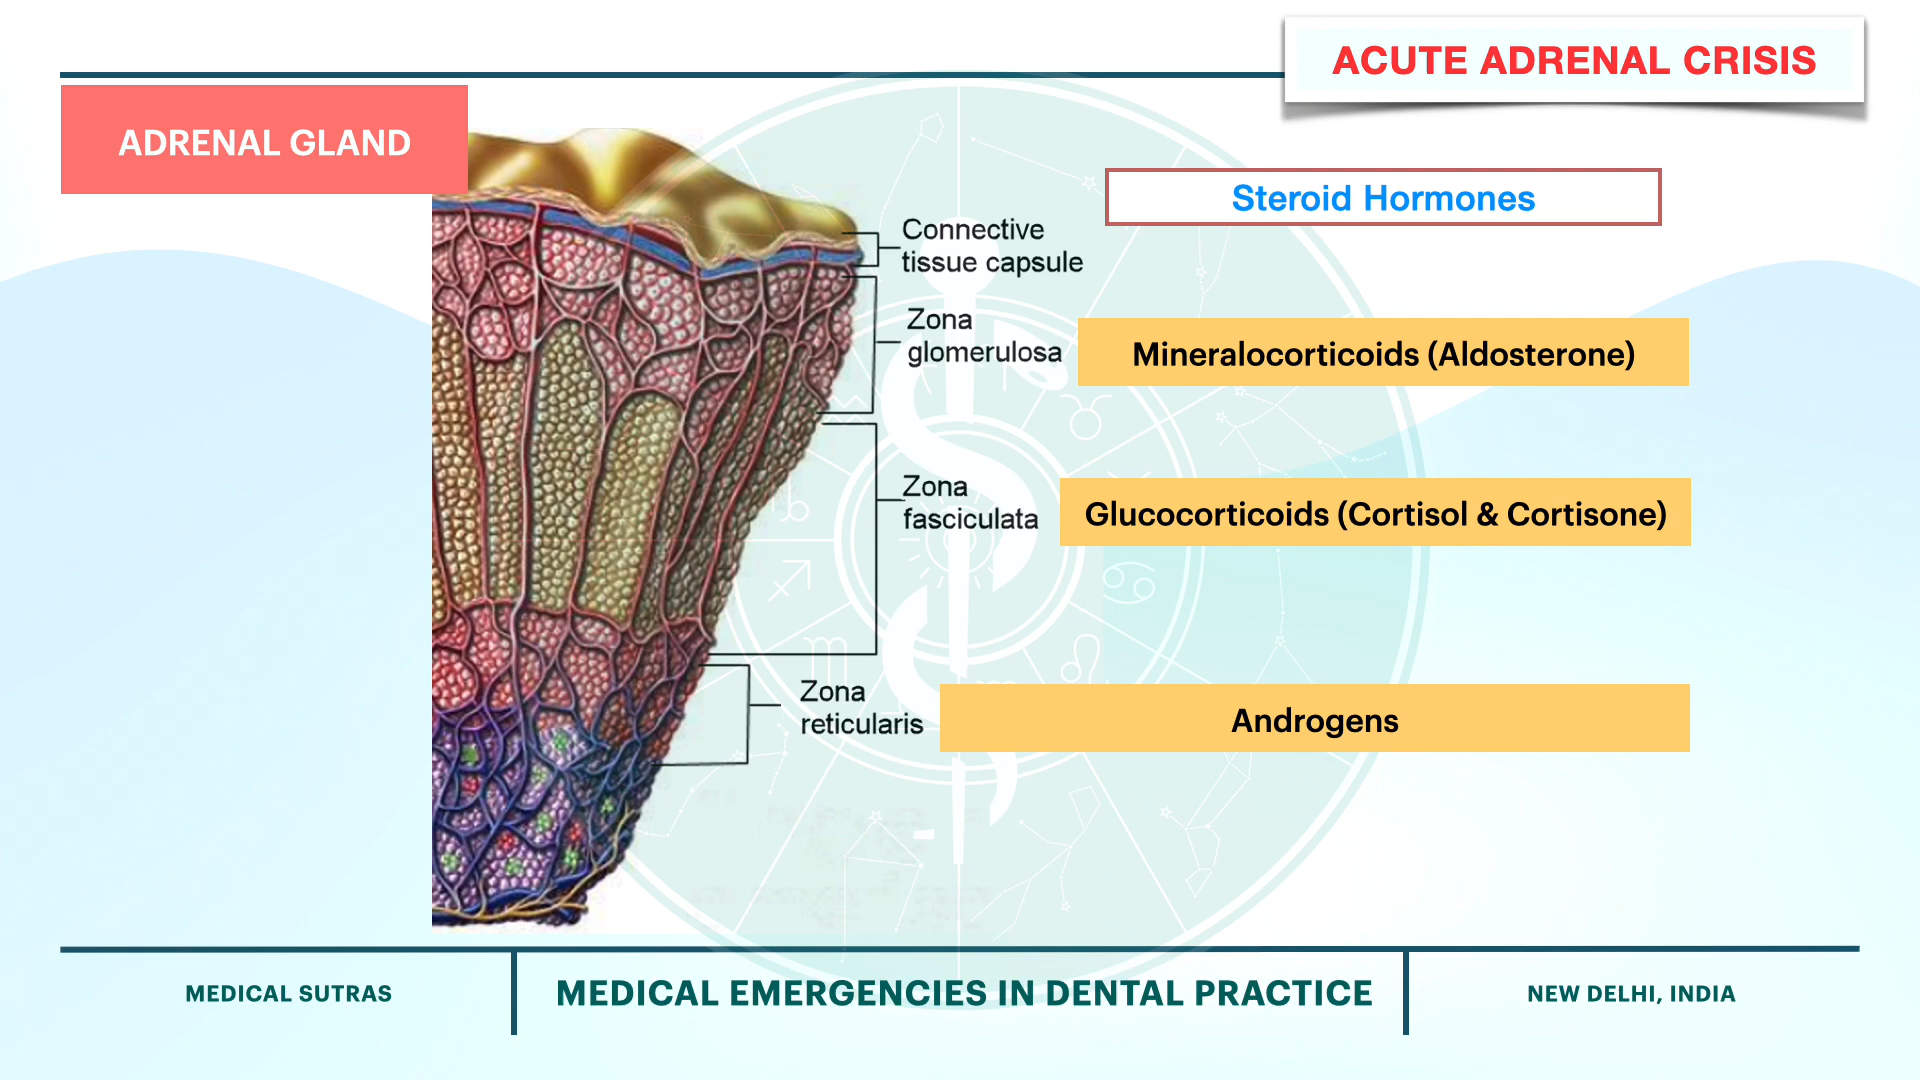 ACUTE ADRENAL CRISIS
ADRENAL GLAND
Steroid Hormones
Connective
tissue capsule
Zona
glomerulosa
Mineralocorticoids (Aldosterone)
Zona
fasciculata
Glucocorticoids (Cortisol & Cortisone)
Zona
reticularis
Androgens
MEDICAL SUTRAS
MEDICAL EMERGENCIES IN DENTAL PRACTICE
NEW DELHI, INDIA